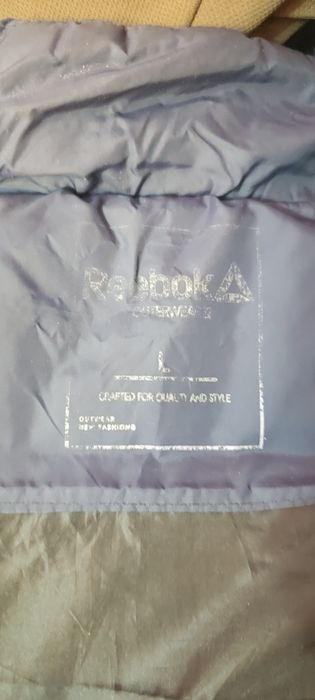 Reebok
OUTERWEAR
L
CRAFTED FOR QUALITY AND STYLE
OUTWEAR
NEW FASHIONS